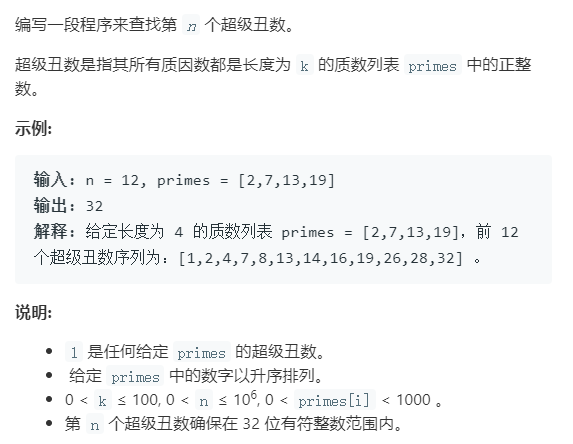 编写一段程序来查找第 n 个超级丑数。
超级丑数是指其所有质因数都是长度为 k 的质数列表 primes 中的正整
数。
示例:
输入: n = 12, primes = [2,7,13,19]
输出: 32
解释: 给定长度为 4 的质数列表 primes = [2,7,13,19]，前 12
个超级丑数序列为：[1,2,4,7,8,13,14,16,19,26,28,32] 。
说明:
• 1 是任何给定 primes 的超级丑数。
• 给定 primes 中的数字以升序排列。
• 0 < k ≤ 100, 0 < n ≤ 10⁶, 0 < primes[i] < 1000 。
• 第 n 个超级丑数确保在 32 位有符整数范围内。